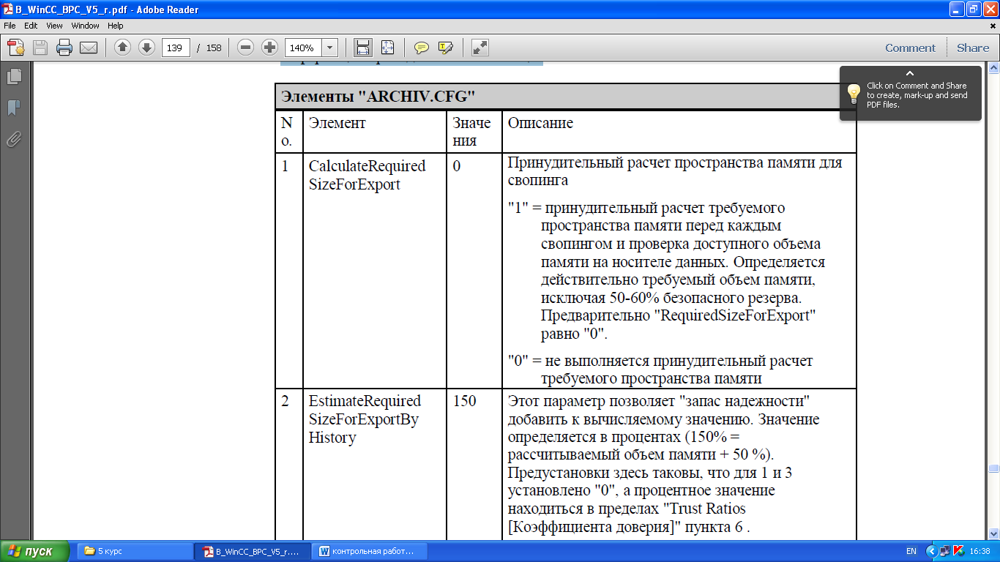 B_WinCC_BPC_V5_r.pdf - Adobe Reader
File Edit View Window Help
139 / 158 140% Comment Share
Click on Comment and Share
to create, mark-up and send
PDF files.
Элементы "ARCHIV.CFG"
N
о.
Элемент
Значе
ния
Описание
1
CalculateRequired
SizeForExport
0
Принудительный расчет пространства памяти для
свопинга
"1" = принудительный расчет требуемого
пространства памяти перед каждым
свопингом и проверка доступного объема
памяти на носителе данных. Определяется
действительно требуемый объем памяти,
исключая 50-60% безопасного резерва.
Предварительно "RequiredSizeForExport"
равно "0".
"0" = не выполняется принудительный расчет
требуемого пространства памяти
2
EstimateRequired
SizeForExportBy
History
150
Этот параметр позволяет "запас надежности"
добавить к вычисляемому значению. Значение
определяется в процентах (150% =
рассчитываемый объем памяти + 50 %).
Предустановки здесь таковы, что для 1 и 3
установлено "0", а процентное значение
находиться в пределах "Trust Ratios
[Коэффициента доверия]" пункта 6 .
пуск 5 курс B_WinCC_BPC_V5_r.... контрольная работ... EN 16:38